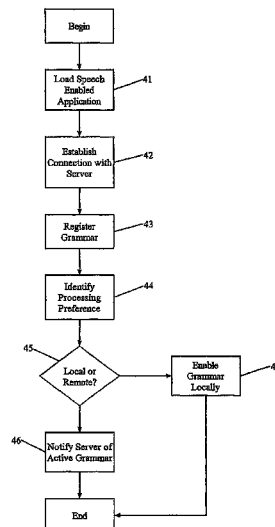 Begin
Load Speech
Enabled
Application
41
Establish
Connection with
Server
42
Register
Grammar
43
Identify
Processing
Preference
44
45
Local or
Remote?
Enable
Grammar
Locally
46
Notify Server of
Active Grammar
End